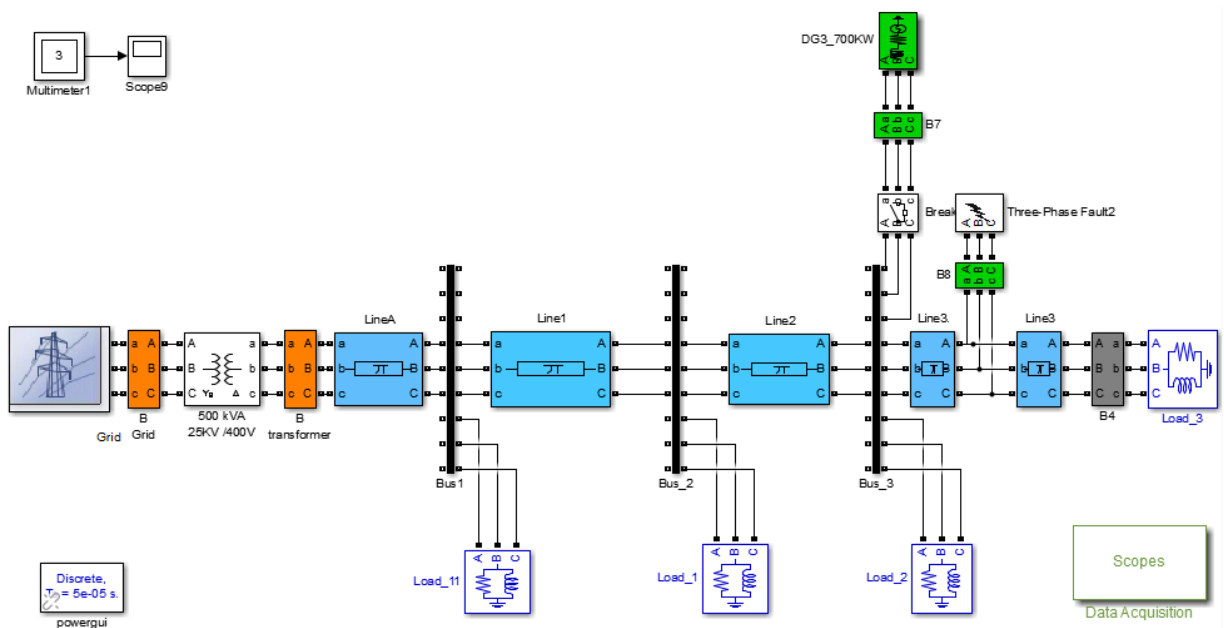 DG3_700KW
A B C
3
Multimeter1
Scope9
A a B b C c
B7
a b c
A B C
Break
Three-Phase Fault2
A B C
B8
A B C
a b c
LineA
Line1
Line2
Line3.
Line3
a A
b B
c C
A a
B b
C c
Yg Δ
a A
b B
c C
a A
b B
c C
a A
b B
c C
a A
b B
c C
a A
b B
c C
a A
b B
c C
A a
B b
C c
A
B
C
Grid
B
Grid
500 kVA
25KV /400V
B
transformer
B4
Load_3
Bus1
Bus_2
Bus_3
A B C
Load_11
A B C
Load_1
A B C
Load_2
Discrete,
= 5e-05 s.
powergui
Scopes
Data Acquisition